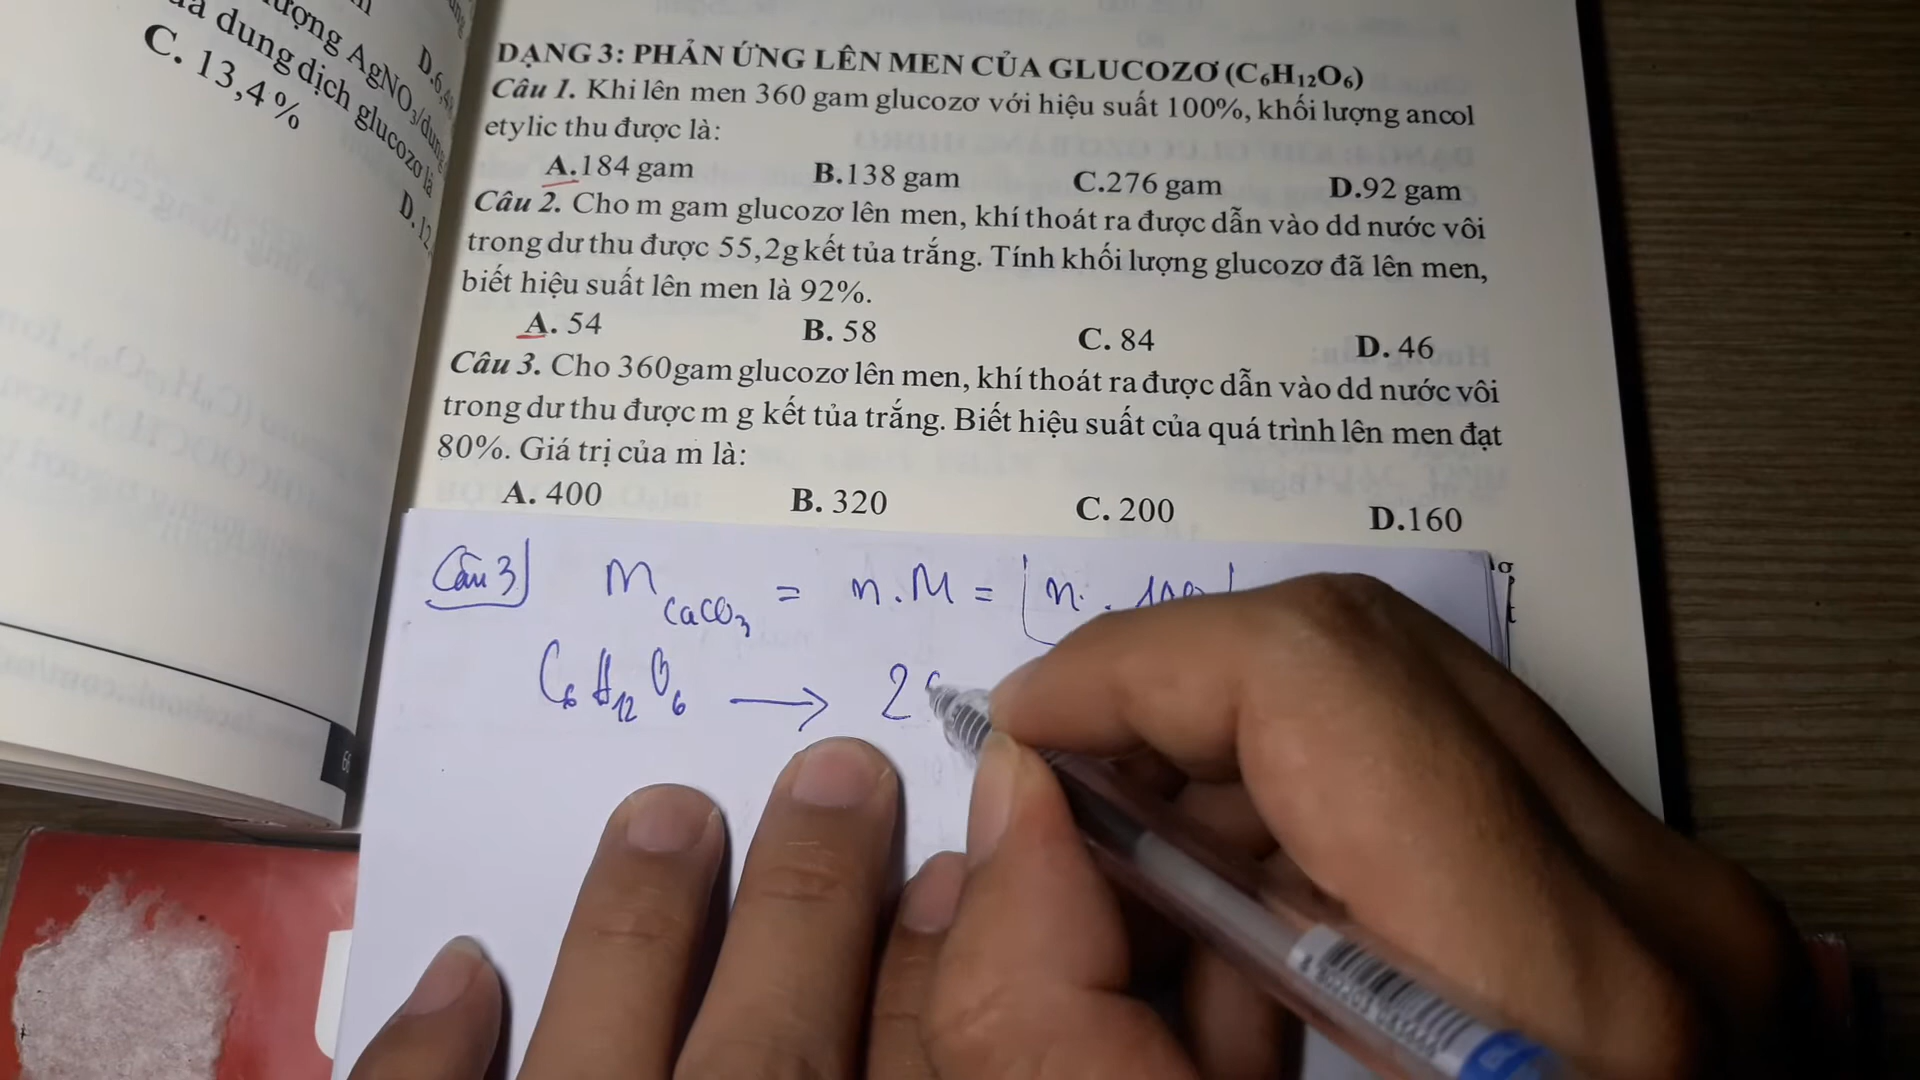 lượng AgNO₃/dung
dung dịch glucozơ là
C. 13,4 %
D.6,4
D. 12,
DẠNG 3: PHẢN ỨNG LÊN MEN CỦA GLUCOZƠ (C₆H₁₂O₆)
Câu 1. Khi lên men 360 gam glucozơ với hiệu suất 100%, khối lượng ancol
etylic thu được là:
A.184 gam B.138 gam C.276 gam D.92 gam
Câu 2. Cho m gam glucozơ lên men, khí thoát ra được dẫn vào dd nước vôi
trong dư thu được 55,2g kết tủa trắng. Tính khối lượng glucozơ đã lên men,
biết hiệu suất lên men là 92%.
A. 54 B. 58 C. 84 D. 46
Câu 3. Cho 360gam glucozơ lên men, khí thoát ra được dẫn vào dd nước vôi
trong dư thu được m g kết tủa trắng. Biết hiệu suất của quá trình lên men đạt
80%. Giá trị của m là:
A. 400 B. 320 C. 200 D.160
Câu 3 m CaCO₃ = n.M = n . 100
C₆H₁₂O₆ → 2